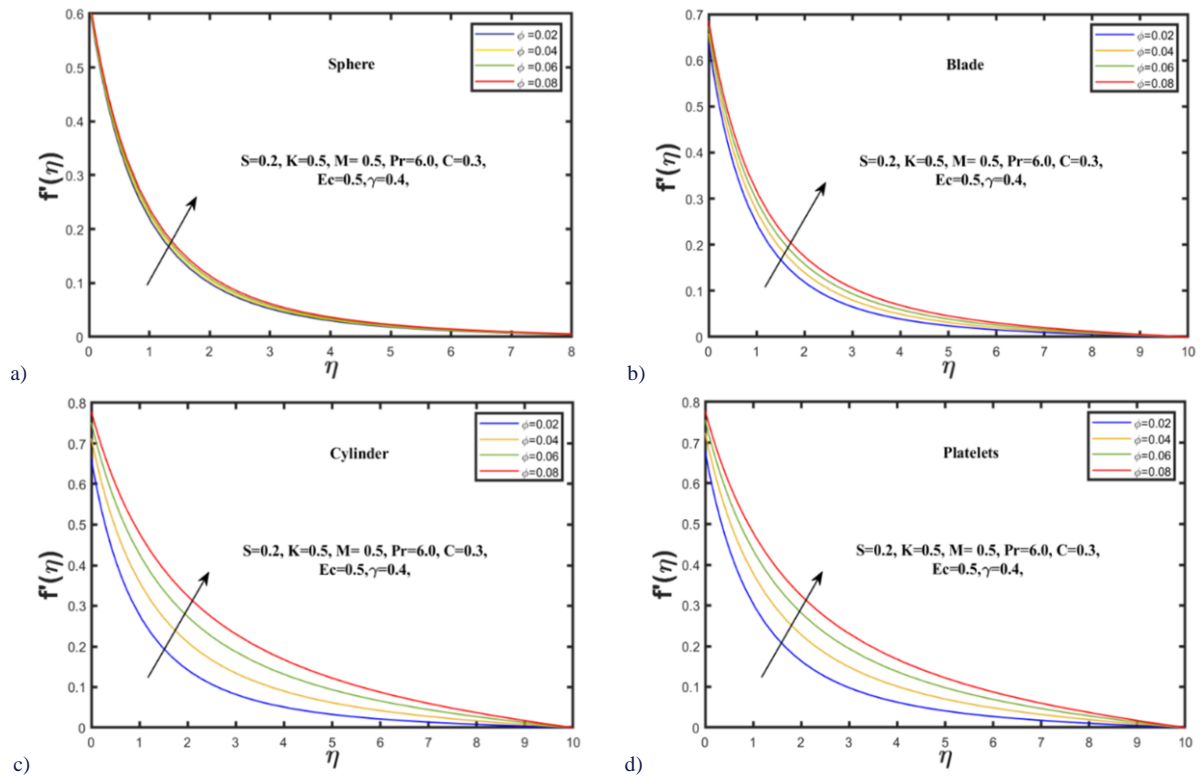 0.6
0.5
0.4
0.3
0.2
0.1
0
f'(η)
Sphere
ϕ =0.02
ϕ =0.04
ϕ =0.06
ϕ =0.08
S=0.2, K=0.5, M= 0.5, Pr=6.0, C=0.3,
Ec=0.5,γ=0.4,
0 1 2 3 4 5 6 7 8
η
a)
0.7
0.6
0.5
0.4
0.3
0.2
0.1
0
f'(η)
Blade
ϕ =0.02
ϕ =0.04
ϕ =0.06
ϕ =0.08
S=0.2, K=0.5, M= 0.5, Pr=6.0, C=0.3,
Ec=0.5,γ=0.4,
0 1 2 3 4 5 6 7 8 9 10
η
b)
0.8
0.7
0.6
0.5
0.4
0.3
0.2
0.1
0
f'(η)
Cylinder
ϕ=0.02
ϕ=0.04
ϕ=0.06
ϕ=0.08
S=0.2, K=0.5, M= 0.5, Pr=6.0, C=0.3,
Ec=0.5,γ=0.4,
0 1 2 3 4 5 6 7 8 9 10
η
c)
0.8
0.7
0.6
0.5
0.4
0.3
0.2
0.1
0
f'(η)
Platelets
ϕ=0.02
ϕ=0.04
ϕ=0.06
ϕ=0.08
S=0.2, K=0.5, M= 0.5, Pr=6.0, C=0.3,
Ec=0.5,γ=0.4,
0 1 2 3 4 5 6 7 8 9 10
η
d)